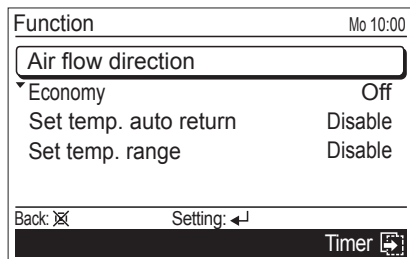 Function Mo 10:00
Air flow direction
Economy Off
Set temp. auto return Disable
Set temp. range Disable
Back: Setting:
Timer